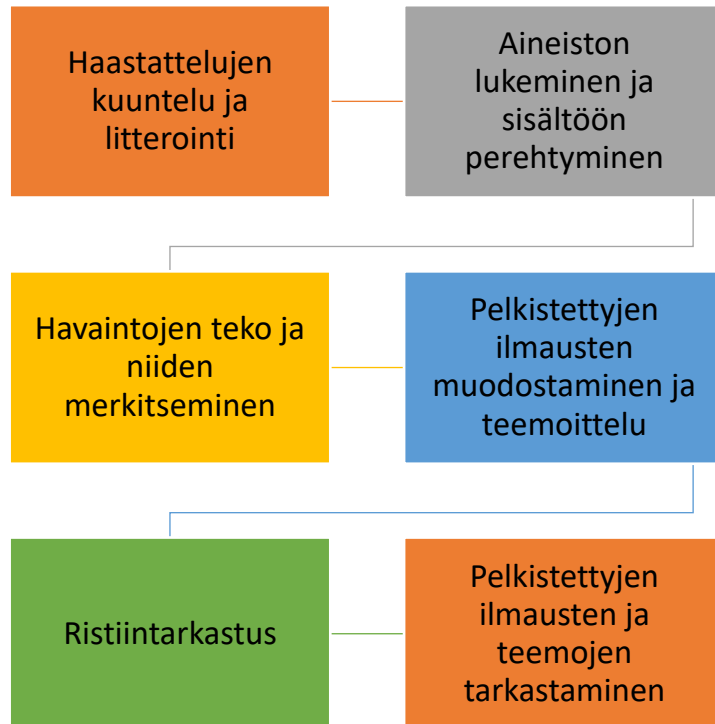 Haastattelujen
kuuntelu ja
litterointi
Aineiston
lukeminen ja
sisältöön
perehtyminen
Havaintojen teko ja
niiden
merkitseminen
Pelkistettyjen
ilmausten
muodostaminen ja
teemoittelu
Ristiintarkastus
Pelkistettyjen
ilmausten ja
teemojen
tarkastaminen